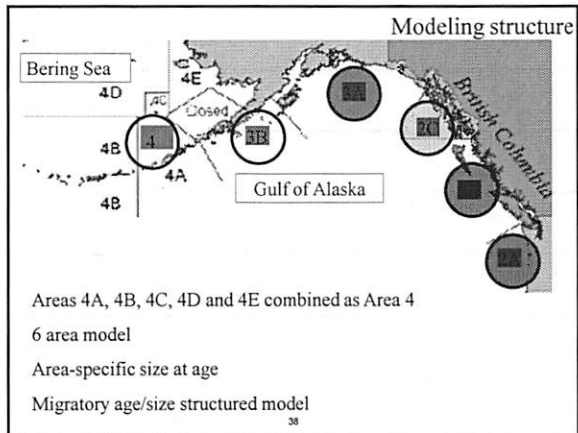 Modeling structure
Bering Sea
4E
4D
4C
Closed
3A
British Columbia
4B
4
3B
2C
4A
Gulf of Alaska
4B
2A
Areas 4A, 4B, 4C, 4D and 4E combined as Area 4
6 area model
Area-specific size at age
Migratory age/size structured model
38